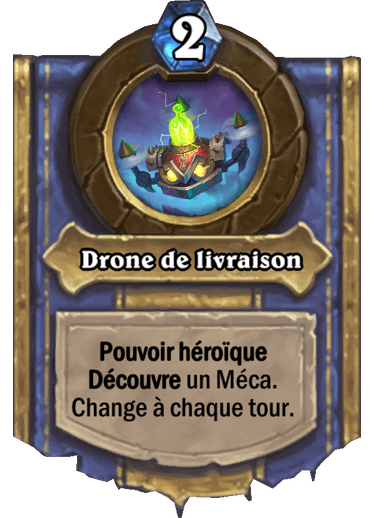 2
Drone de livraison
Pouvoir héroïque
Découvre un Méca.
Change à chaque tour.